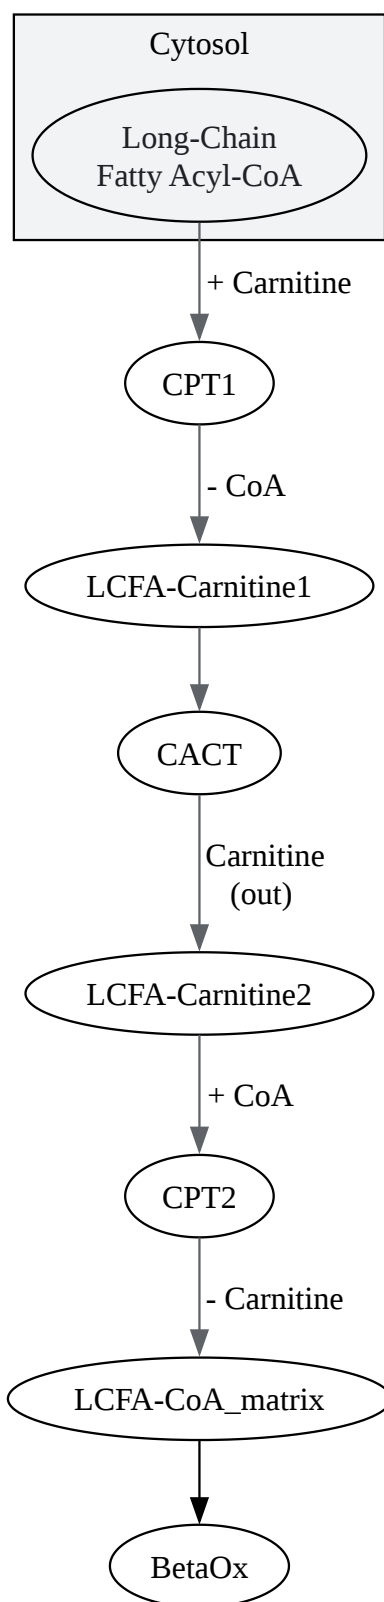 Cytosol
Long-Chain
Fatty Acyl-CoA
+ Carnitine
CPT1
- CoA
LCFA-Carnitine1
CACT
Carnitine
(out)
LCFA-Carnitine2
+ CoA
CPT2
- Carnitine
LCFA-CoA_matrix
BetaOx